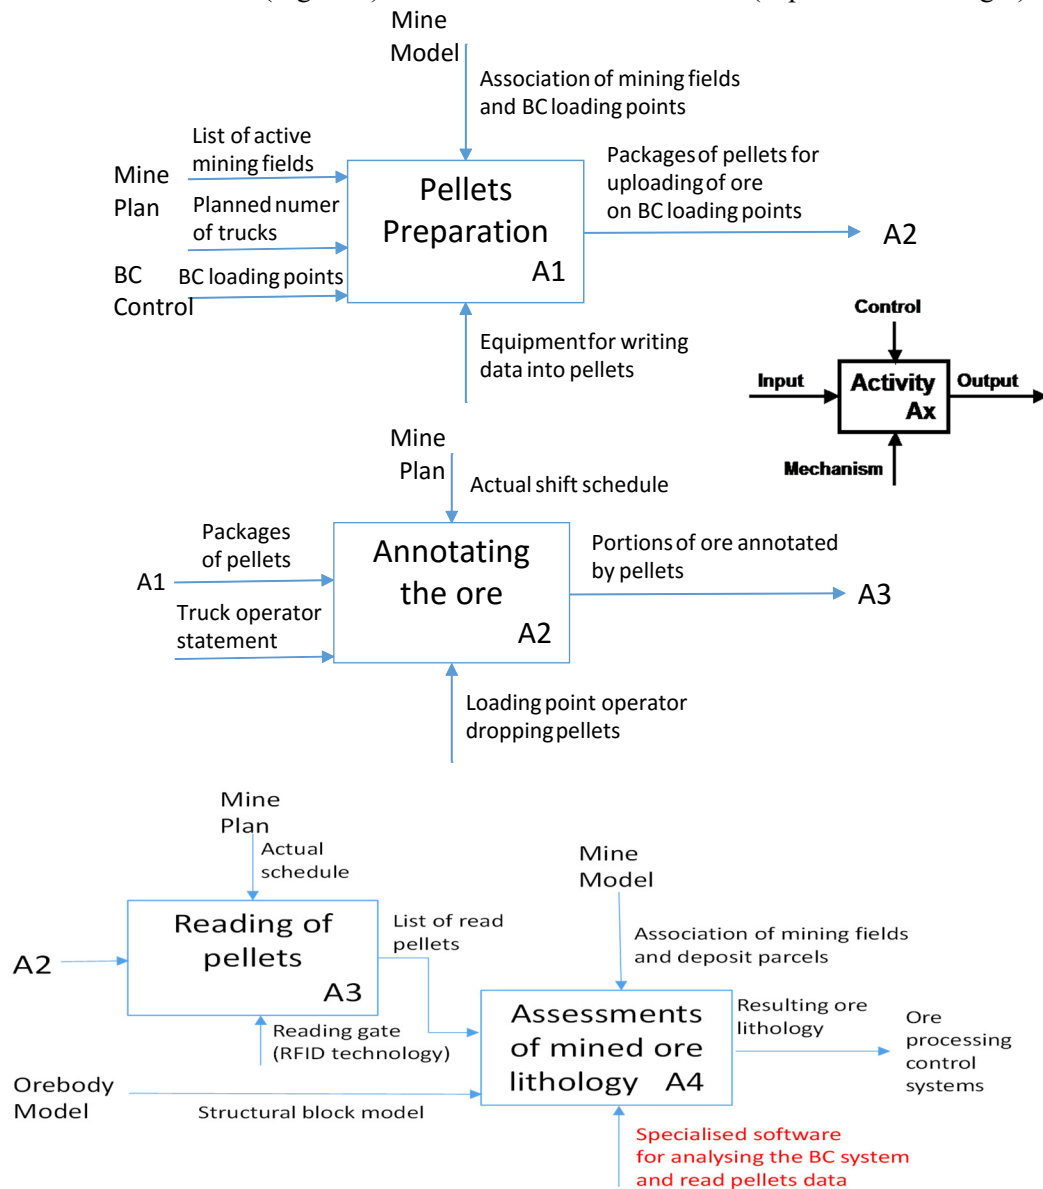 Mine
Model
Association of mining fields
and BC loading points
List of active
mining fields
Mine
Plan
Planned numer
of trucks
BC
Control
BC loading points
Pellets
Preparation
A1
Packages of pellets for
uploading of ore
on BC loading points
A2
Equipment for writing
data into pellets
Control
Input
Activity
Ax
Output
Mechanism
Mine
Plan
Actual shift schedule
Packages
of pellets
A1
Truck operator
statement
Annotating
the ore
A2
Portions of ore annotated
by pellets
A3
Loading point operator
dropping pellets
Mine
Plan
Actual
schedule
A2
Reading of
pellets
A3
List of read
pellets
Reading gate
(RFID technology)
Mine
Model
Association of mining fields
and deposit parcels
Orebody
Model
Structural block model
Assessments
of mined ore
lithology A4
Resulting ore
lithology
Ore
processing
control
systems
Specialised software
for analysing the BC system
and read pellets data